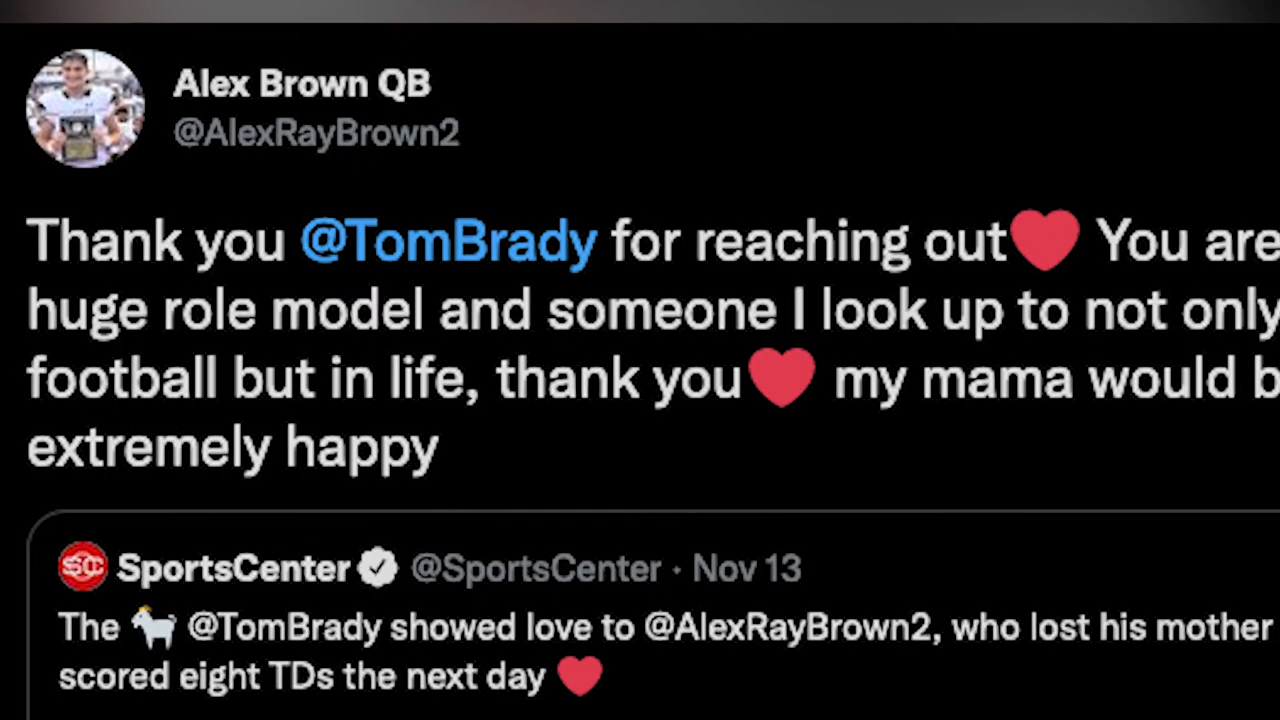 Alex Brown QB
@AlexRayBrown2
Thank you @TomBrady for reaching out❤️ You are
huge role model and someone I look up to not only
football but in life, thank you❤️ my mama would b
extremely happy
SC SportsCenter @SportsCenter · Nov 13
The 🐐 @TomBrady showed love to @AlexRayBrown2, who lost his mother
scored eight TDs the next day ❤️